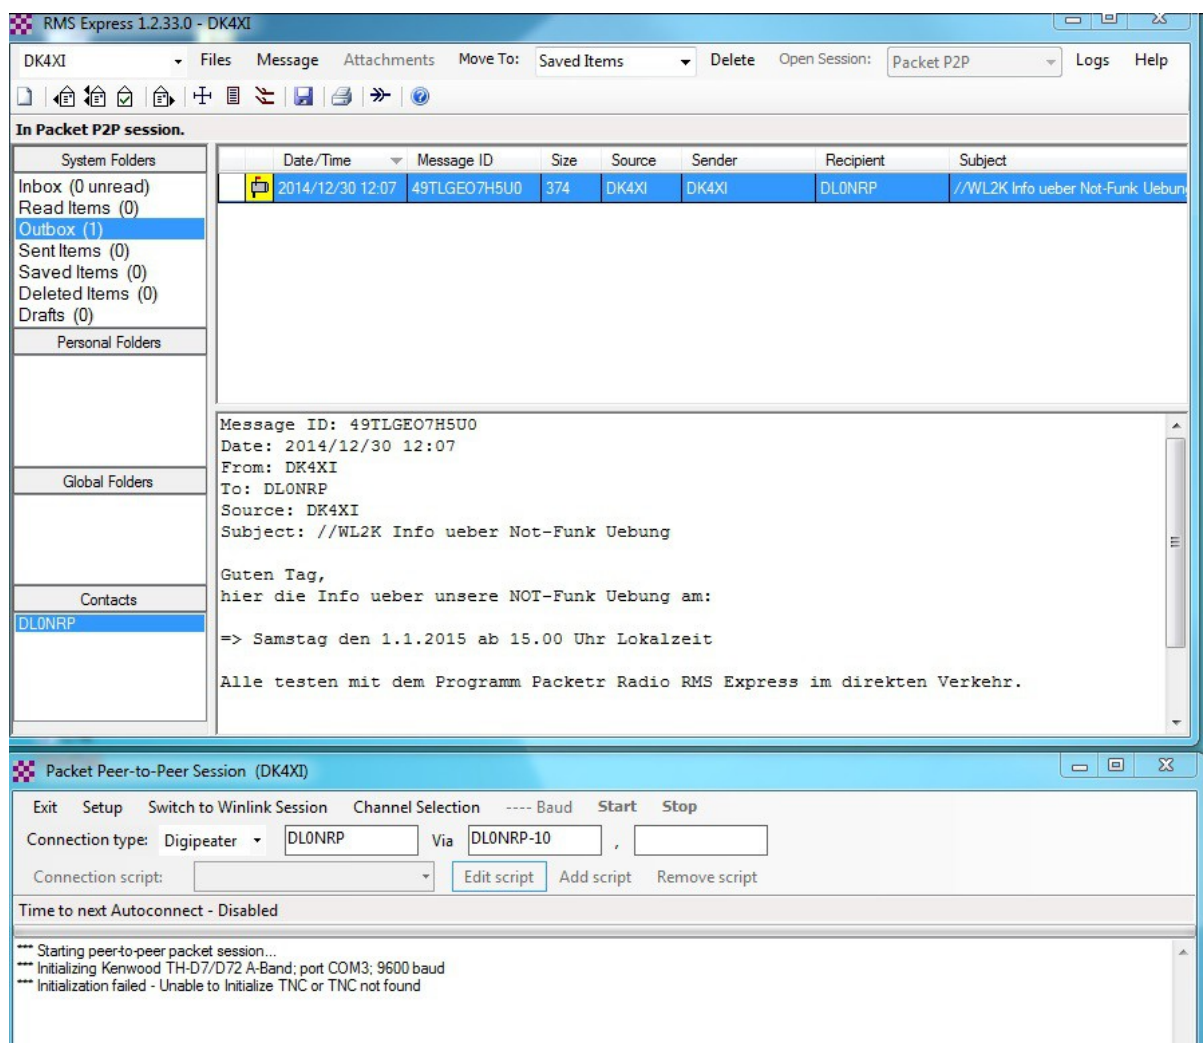 RMS Express 1.2.33.0 - DK4XI
DK4XI Files Message Attachments Move To: Saved Items Delete Open Session: Packet P2P Logs Help
In Packet P2P session.
System Folders
Inbox (0 unread)
Read Items (0)
Outbox (1)
Sent Items (0)
Saved Items (0)
Deleted Items (0)
Drafts (0)
Personal Folders
Global Folders
Contacts
DL0NRP
Date/Time Message ID Size Source Sender Recipient Subject
2014/12/30 12:07 49TLGEO7H5U0 374 DK4XI DK4XI DL0NRP //WL2K Info ueber Not-Funk Uebun
Message ID: 49TLGEO7H5U0
Date: 2014/12/30 12:07
From: DK4XI
To: DL0NRP
Source: DK4XI
Subject: //WL2K Info ueber Not-Funk Uebung
Guten Tag,
hier die Info ueber unsere NOT-Funk Uebung am:
=> Samstag den 1.1.2015 ab 15.00 Uhr Lokalzeit
Alle testen mit dem Programm Packetr Radio RMS Express im direkten Verkehr.
Packet Peer-to-Peer Session (DK4XI)
Exit Setup Switch to Winlink Session Channel Selection ---- Baud Start Stop
Connection type: Digipeater DL0NRP Via DL0NRP-10 ,
Connection script: Edit script Add script Remove script
Time to next Autoconnect - Disabled
*** Starting peer-to-peer packet session...
*** Initializing Kenwood TH-D7/D72 A-Band; port COM3; 9600 baud
*** Initialization failed - Unable to Initialize TNC or TNC not found